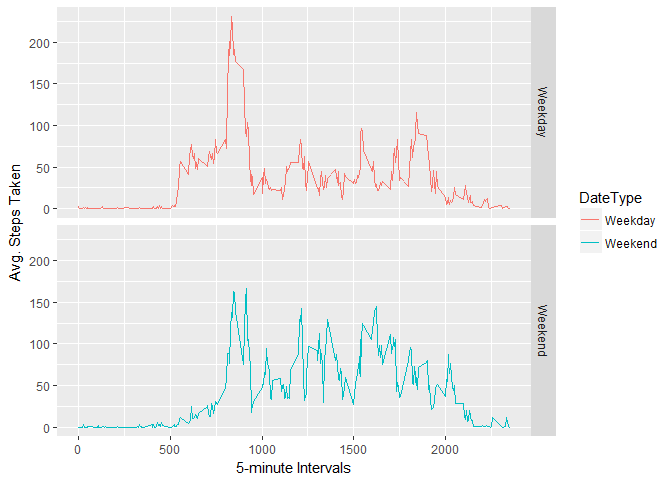 200
150
100
50
0
Weekday
Avg. Steps Taken
200
150
100
50
0
Weekend
0
500
1000
1500
2000
5-minute Intervals
DateType
Weekday
Weekend